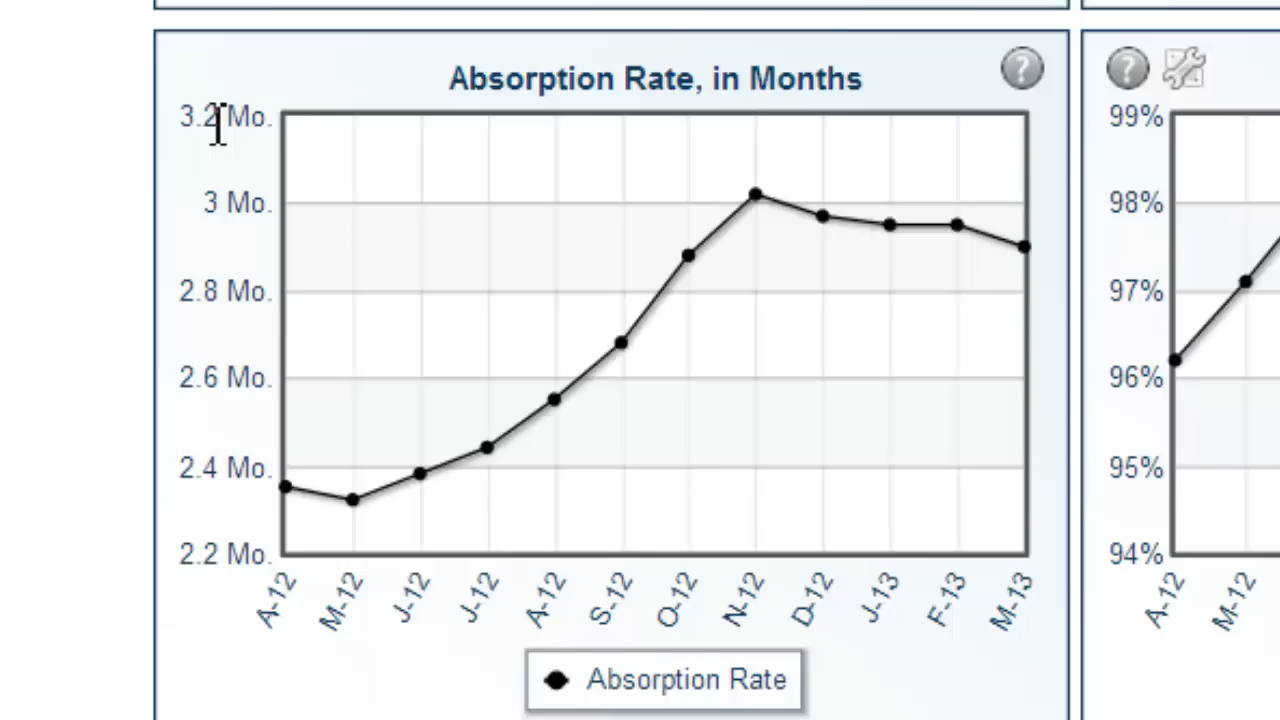 Absorption Rate, in Months
3.2 Mo.
3 Mo.
2.8 Mo.
2.6 Mo.
2.4 Mo.
2.2 Mo.
A-12 M-12 J-12 J-12 A-12 S-12 O-12 N-12 D-12 J-13 F-13 M-13
Absorption Rate
? 
?
99%
98%
97%
96%
95%
94%
A-12 M-12